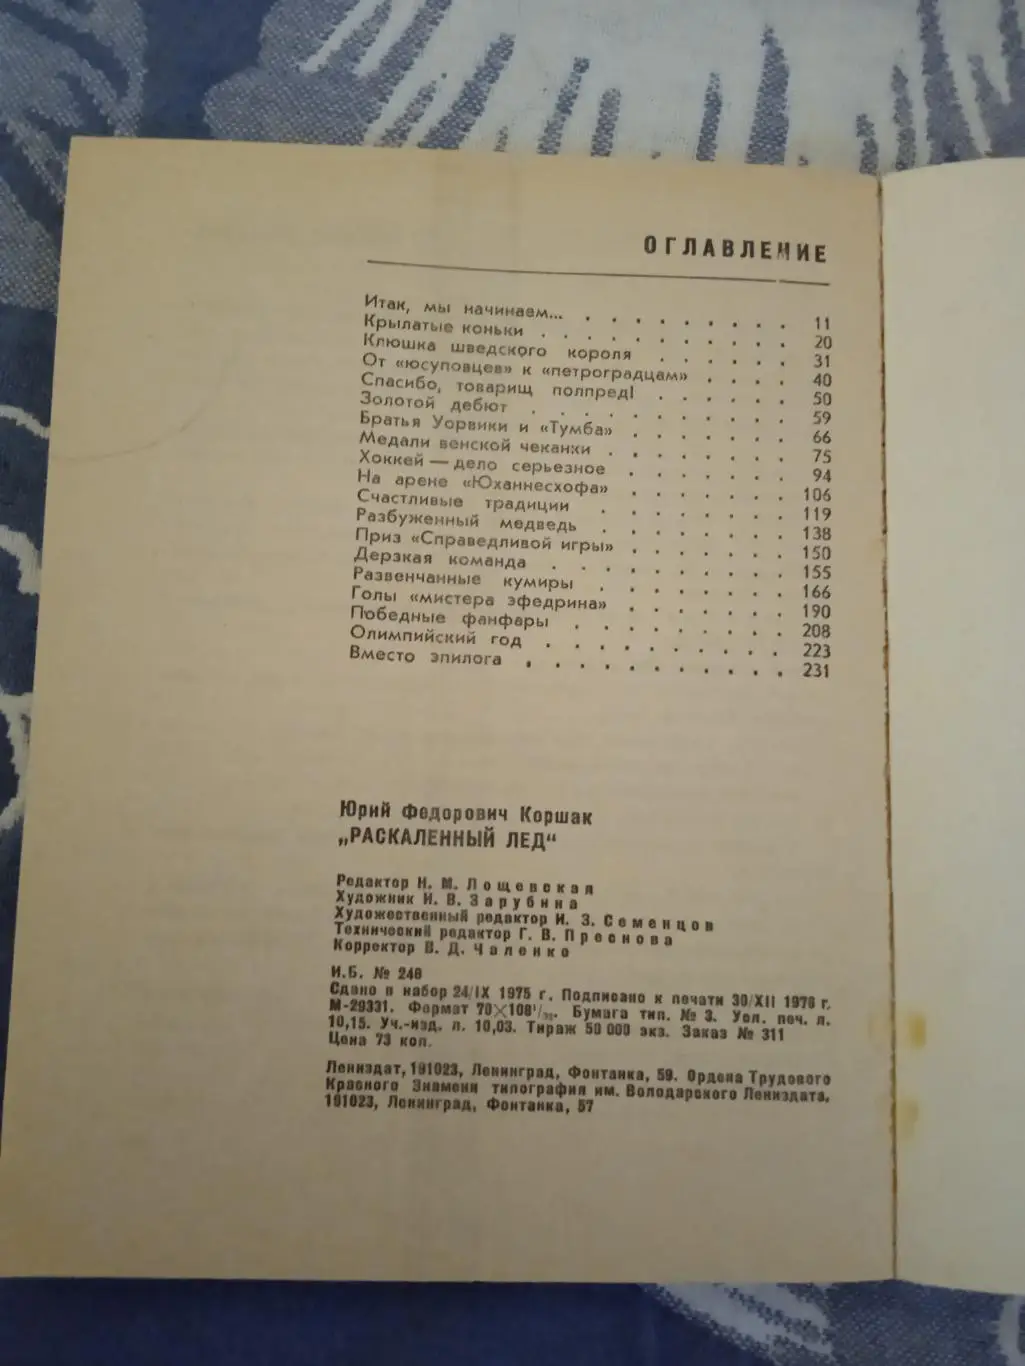 ОГЛАВЛЕНИЕ
Итак, мы начинаем... . . . . . . . . . 11
Крылатые коньки . . . . . . . . . . . 20
Клюшка шведского короля . . . . . . . 31
От «юсуповцев» к «петроградцам» . . . . 40
Спасибо, товарищ полпред! . . . . . . 50
Золотой дебют . . . . . . . . . . 59
Братья Уорвики и «Тумба» . . . . . . . 66
Медали венской чеканки . . . . . . . . 75
Хоккей — дело серьезное . . . . . . . 94
На арене «Юханнесхофа» . . . . . . . 106
Счастливые традиции . . . . . . . . 119
Разбуженный медведь . . . . . . . . 138
Приз «Справедливой игры» . . . . . . . 150
Дерзкая команда . . . . . . . . . . 155
Развенчанные кумиры . . . . . . . . 166
Голы «мистера эфедрина» . . . . . . . 190
Победные фанфары . . . . . . . . . 208
Олимпийский год . . . . . . . . . . 223
Вместо эпилога . . . . . . . . . . . 231
Юрий Федорович Коршак
„РАСКАЛЕННЫЙ ЛЕД“
Редактор Н. М. Лощевская
Художник И. В. Зарубина
Художественный редактор И. З. Семенцов
Технический редактор Г. В. Преснова
Корректор В. Д. Чаленко
И.Б. № 246
Сдано в набор 24/IX 1975 г. Подписано к печати 30/XII 1976 г.
М-29331. Формат 70×108¹/₃₂. Бумага тип. № 3. Усл. печ. л.
10,15. Уч.-изд. л. 10,03. Тираж 50 000 экз. Заказ № 311
Цена 73 коп.
Лениздат, 191023, Ленинград, Фонтанка, 59. Ордена Трудового
Красного Знамени типография им. Володарского Лениздата,
191023, Ленинград, Фонтанка, 57